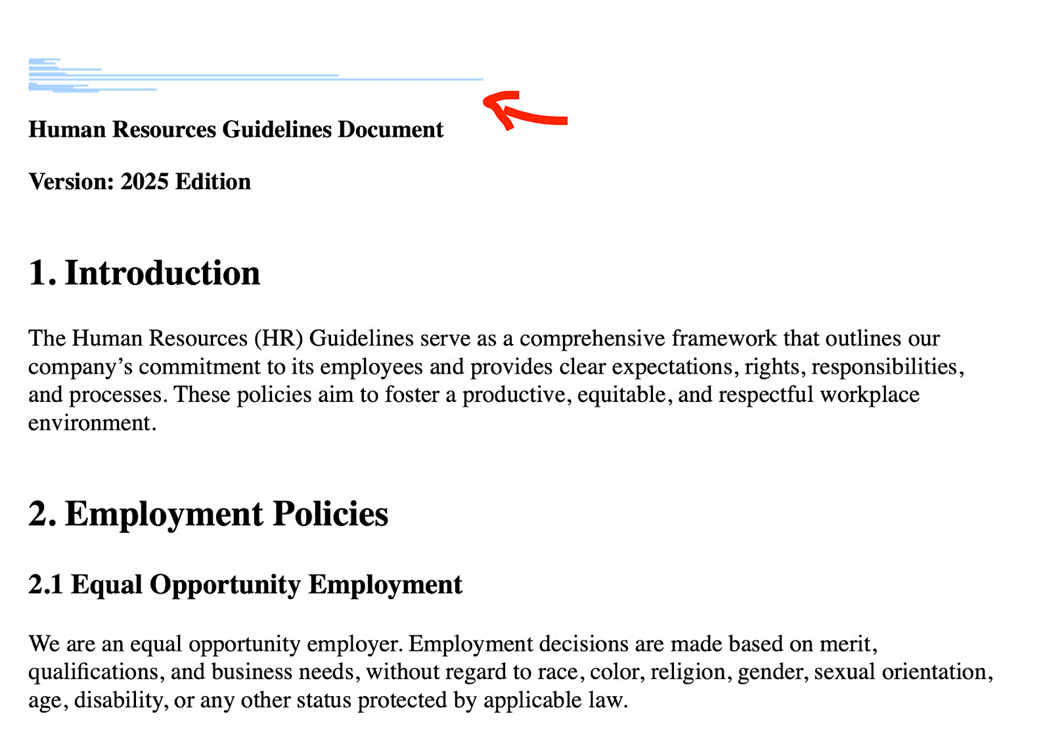 Human Resources Guidelines Document
Version: 2025 Edition
1. Introduction
The Human Resources (HR) Guidelines serve as a comprehensive framework that outlines our
company’s commitment to its employees and provides clear expectations, rights, responsibilities,
and processes. These policies aim to foster a productive, equitable, and respectful workplace
environment.
2. Employment Policies
2.1 Equal Opportunity Employment
We are an equal opportunity employer. Employment decisions are made based on merit,
qualifications, and business needs, without regard to race, color, religion, gender, sexual orientation,
age, disability, or any other status protected by applicable law.